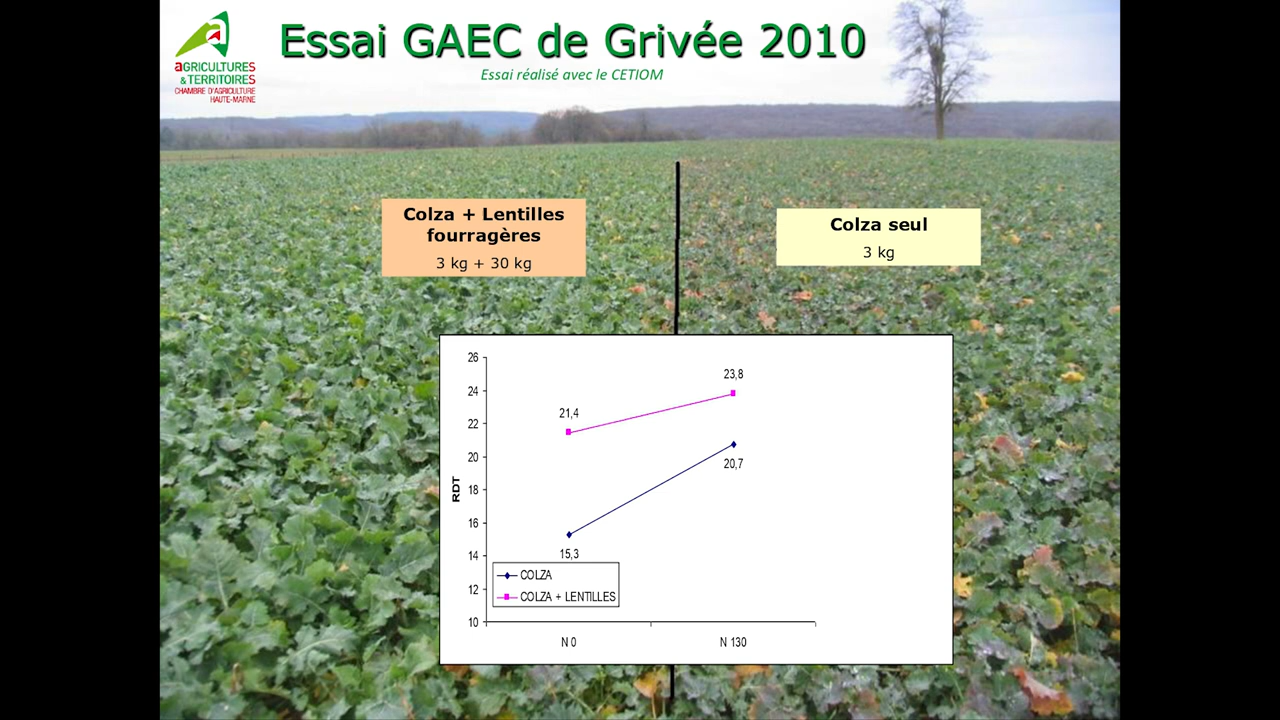 aGRICULTURES
& TERRITOIRES
CHAMBRE D'AGRICULTURE
HAUTE-MARNE
Essai GAEC de Grivée 2010
Essai réalisé avec le CETIOM
Colza + Lentilles
fourragères
3 kg + 30 kg
Colza seul
3 kg
26
24
22
20
18
16
14
12
10
RDT
21,4
23,8
20,7
15,3
COLZA
COLZA + LENTILLES
N 0
N 130